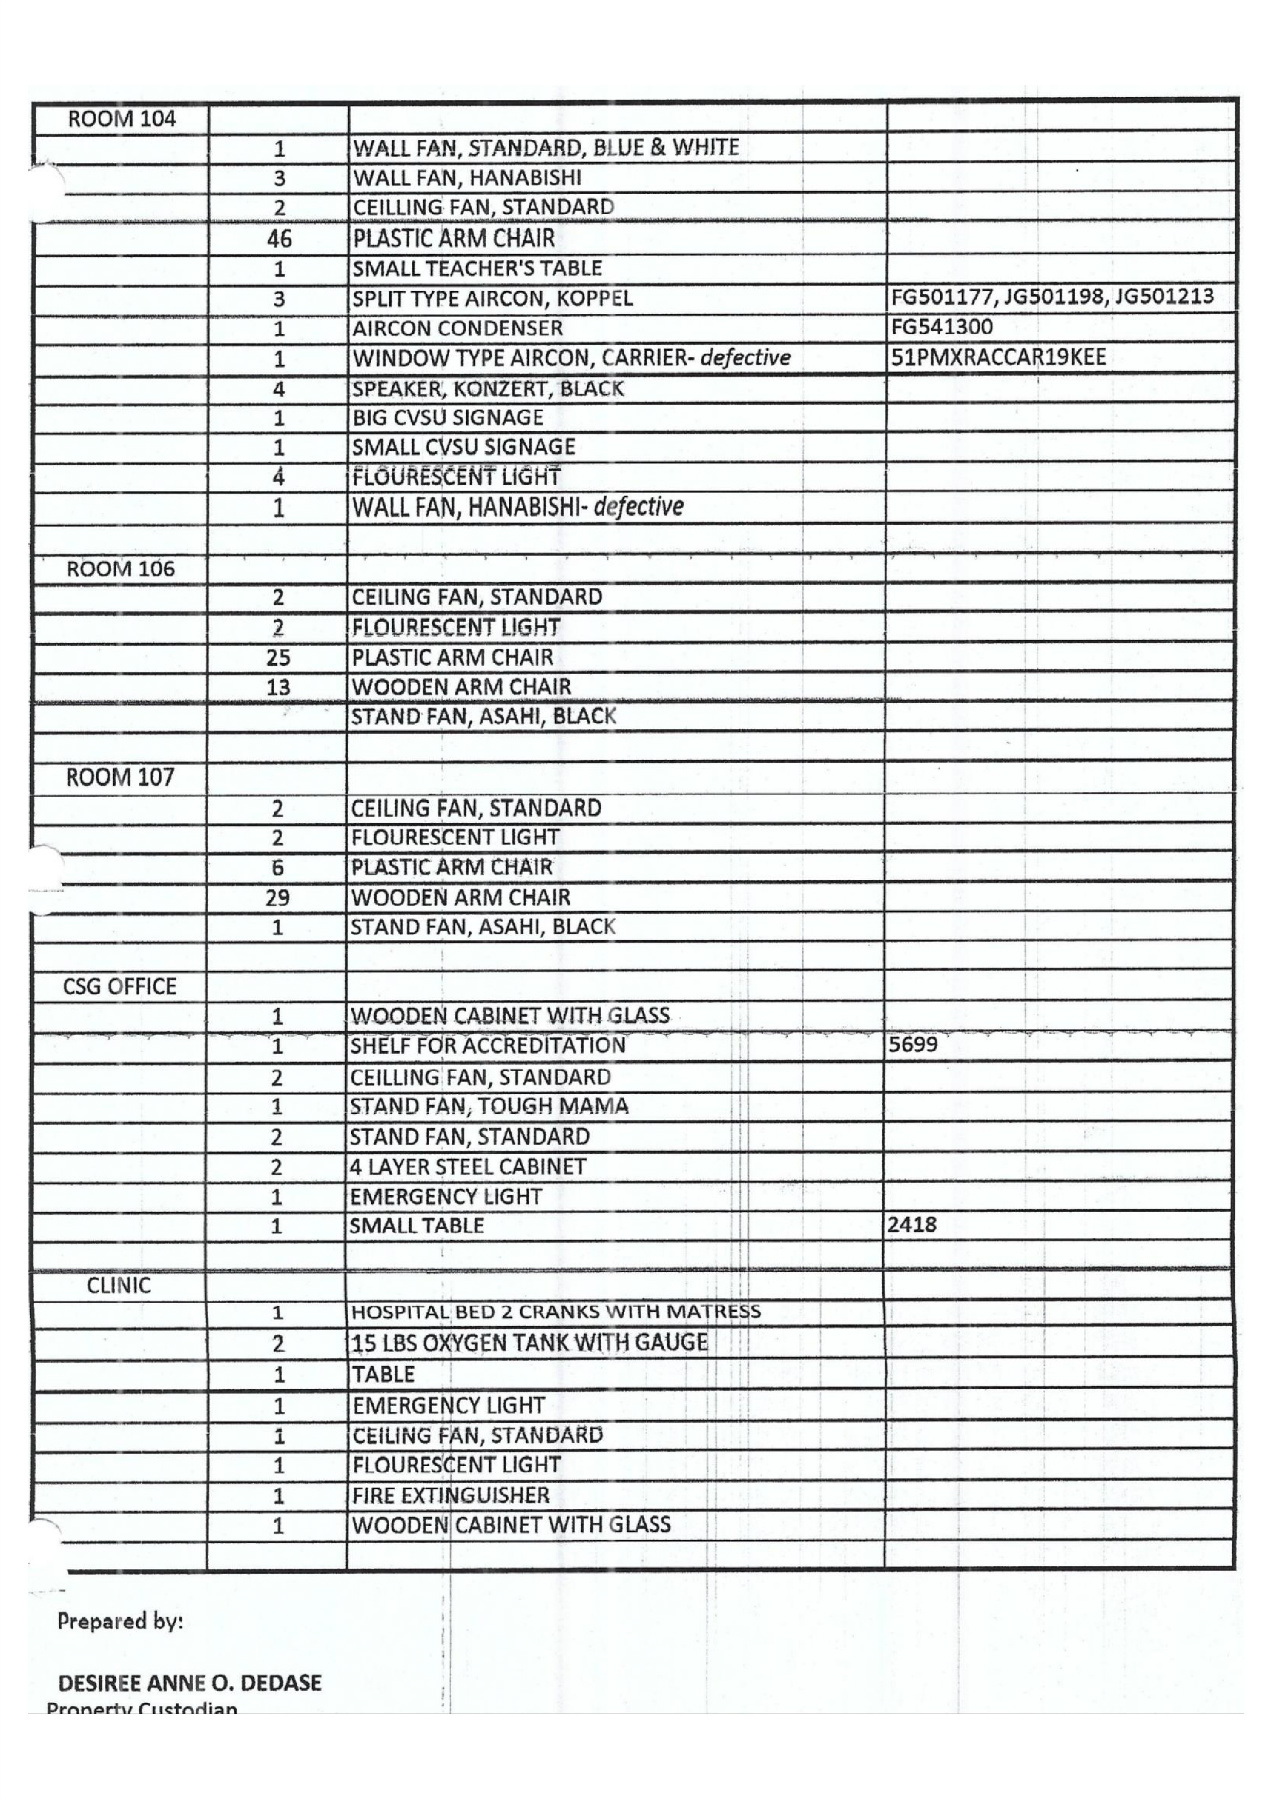 ROOM 104
1 WALL FAN, STANDARD, BLUE & WHITE
3 WALL FAN, HANABISHI
2 CEILLING FAN, STANDARD
46 PLASTIC ARM CHAIR
1 SMALL TEACHER'S TABLE
3 SPLIT TYPE AIRCON, KOPPEL FG501177, JG501198, JG501213
1 AIRCON CONDENSER FG541300
1 WINDOW TYPE AIRCON, CARRIER- defective 51PMXRACCAR19KEE
4 SPEAKER, KONZERT, BLACK
1 BIG CVSU SIGNAGE
1 SMALL CVSU SIGNAGE
4 FLOURESCENT LIGHT
1 WALL FAN, HANABISHI- defective
ROOM 106
2 CEILING FAN, STANDARD
2 FLOURESCENT LIGHT
25 PLASTIC ARM CHAIR
13 WOODEN ARM CHAIR
STAND FAN, ASAHI, BLACK
ROOM 107
2 CEILING FAN, STANDARD
2 FLOURESCENT LIGHT
6 PLASTIC ARM CHAIR
29 WOODEN ARM CHAIR
1 STAND FAN, ASAHI, BLACK
CSG OFFICE
1 WOODEN CABINET WITH GLASS
1 SHELF FOR ACCREDITATION 5699
2 CEILLING FAN, STANDARD
1 STAND FAN, TOUGH MAMA
2 STAND FAN, STANDARD
2 4 LAYER STEEL CABINET
1 EMERGENCY LIGHT
1 SMALL TABLE 2418
CLINIC
1 HOSPITAL BED 2 CRANKS WITH MATRESS
2 15 LBS OXYGEN TANK WITH GAUGE
1 TABLE
1 EMERGENCY LIGHT
1 CEILING FAN, STANDARD
1 FLOURESCENT LIGHT
1 FIRE EXTINGUISHER
1 WOODEN CABINET WITH GLASS
Prepared by:
DESIREE ANNE O. DEDASE
Property Custodian